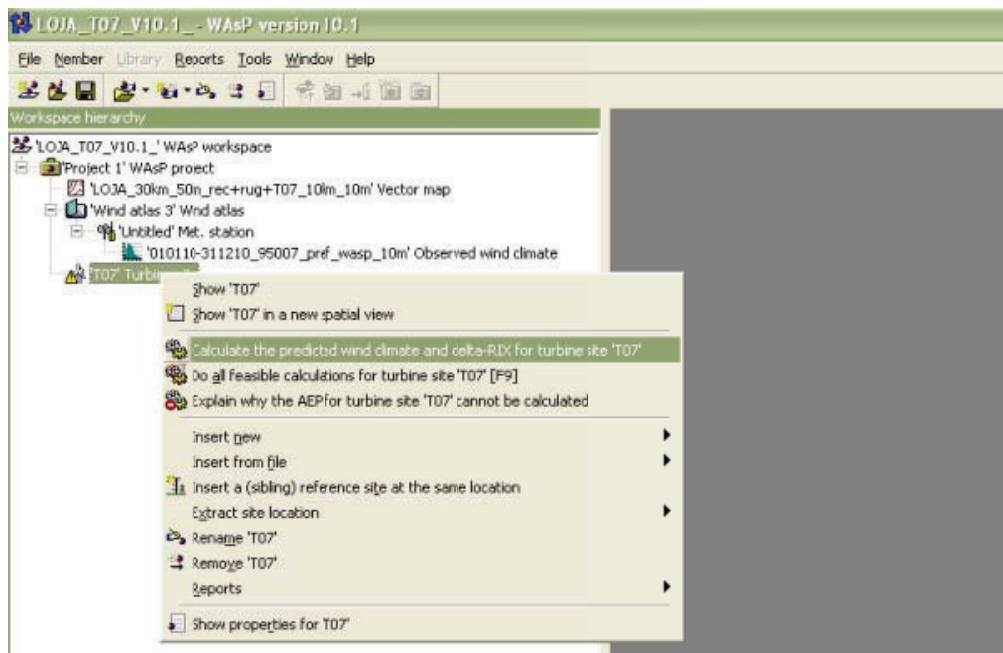 LOJA_T07_V10.1_ - WAsP version 10.1
File Member Library Reports Tools Window Help
Workspace hierarchy
'LOJA_T07_V10.1_' WAsP workspace
'Project 1' WAsP project
'LOJA_30km_50m_rec+rug+T07_10km_10m' Vector map
'Wind atlas 3' Wind atlas
'Untitled' Met. station
'010110-311210_95007_pref_wasp_10m' Observed wind climate
'T07' Turbin
Show 'T07'
Show 'T07' in a new spatial view
Calculate the predicted wind climate and delta-RIX for turbine site 'T07'
Do all feasible calculations for turbine site 'T07' [F9]
Explain why the AEP for turbine site 'T07' cannot be calculated
Insert new
Insert from file
Insert a (sibling) reference site at the same location
Extract site location
Rename 'T07'
Remove 'T07'
Reports
Show properties for 'T07'